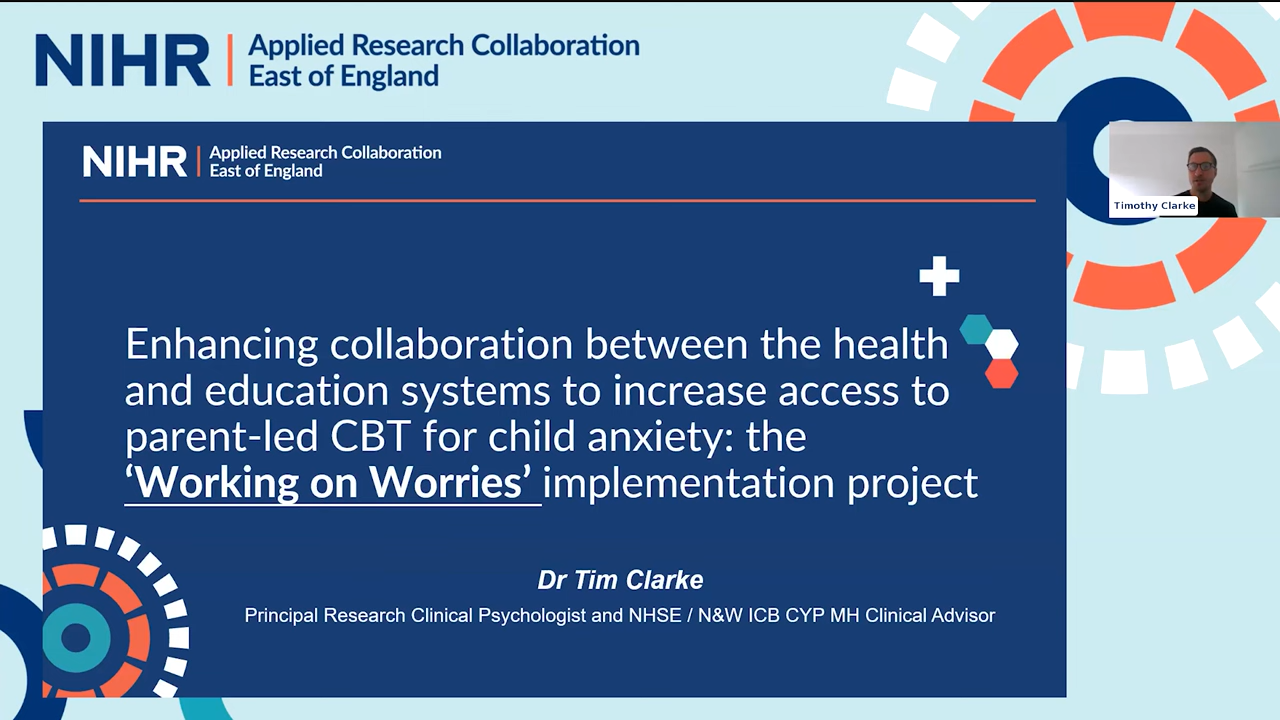 NIHR | Applied Research Collaboration
East of England
NIHR | Applied Research Collaboration
East of England
Timothy Clarke
Enhancing collaboration between the health
and education systems to increase access to
parent-led CBT for child anxiety: the
‘Working on Worries’ implementation project
Dr Tim Clarke
Principal Research Clinical Psychologist and NHSE / N&W ICB CYP MH Clinical Advisor